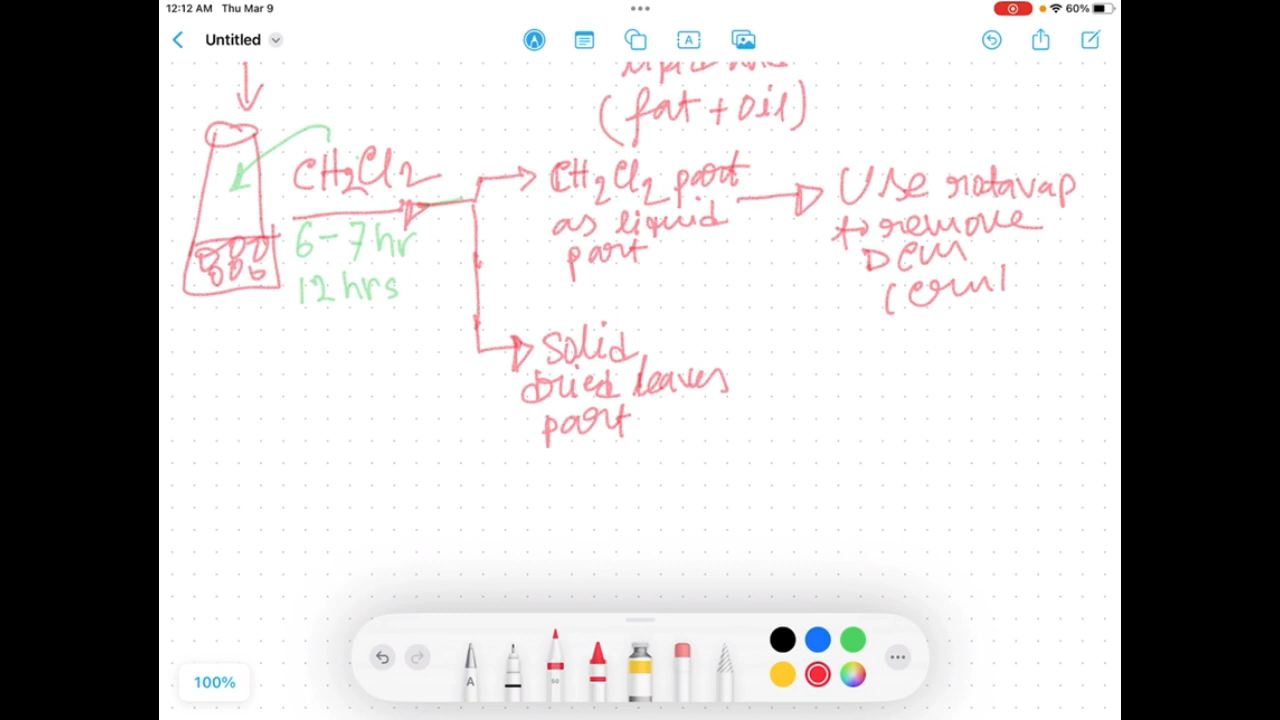 12:12 AM Thu Mar 9
60%
Untitled
(fat + oil)
CH2Cl2
6-7 hr
12 hrs
CH2Cl2 part
as liquid
part
Use rotavap
to remove
DCM
Solid
dried leaves
part
A
50
100%